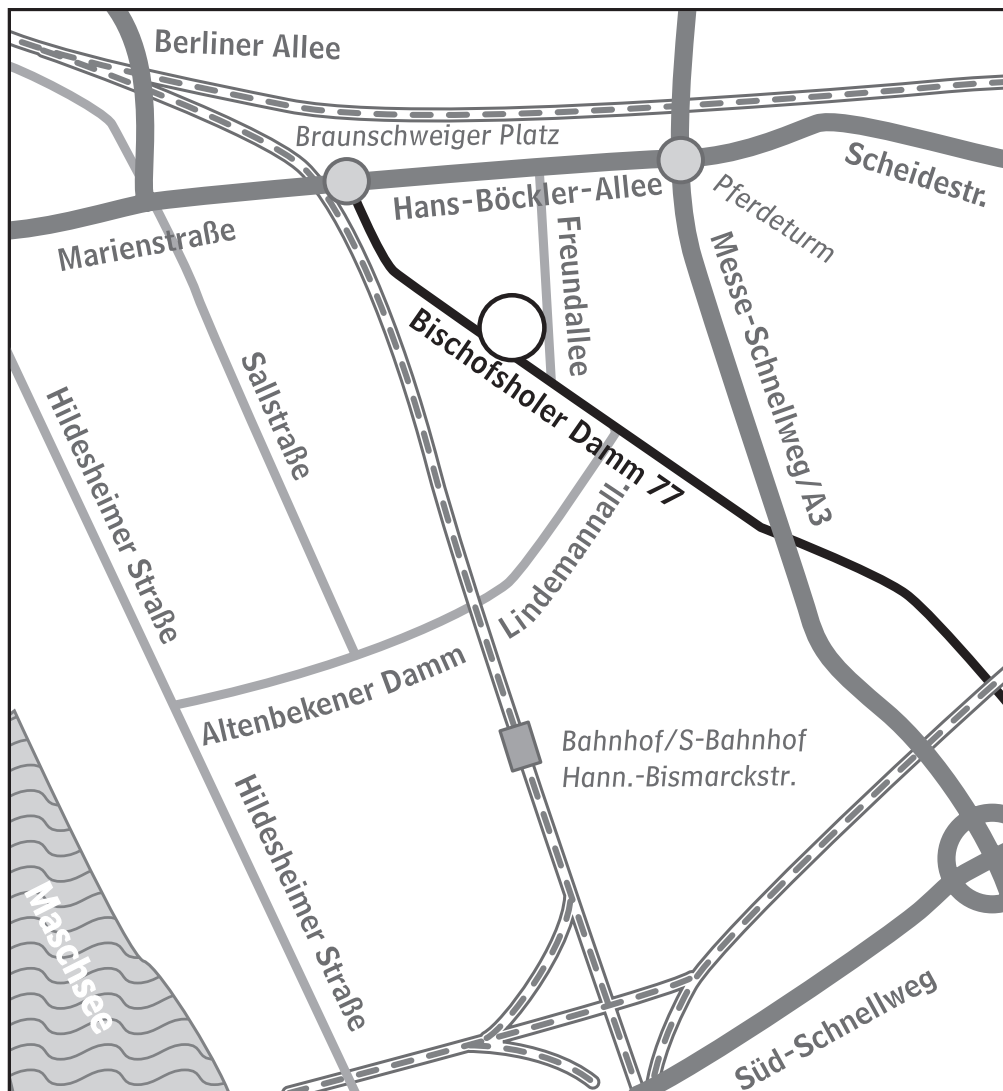 Berliner Allee
Braunschweiger Platz
Scheidestr.
Hans-Böckler-Allee
Pferdeturm
Marienstraße
Freundallee
Messe-Schnellweg/A3
Bischofsholer Damm 77
Sallstraße
Hildesheimer Straße
Lindemannall.
Altenbekener Damm
Bahnhof/S-Bahnhof
Hann.-Bismarckstr.
Hildesheimer Straße
Maschsee
Süd-Schnellweg